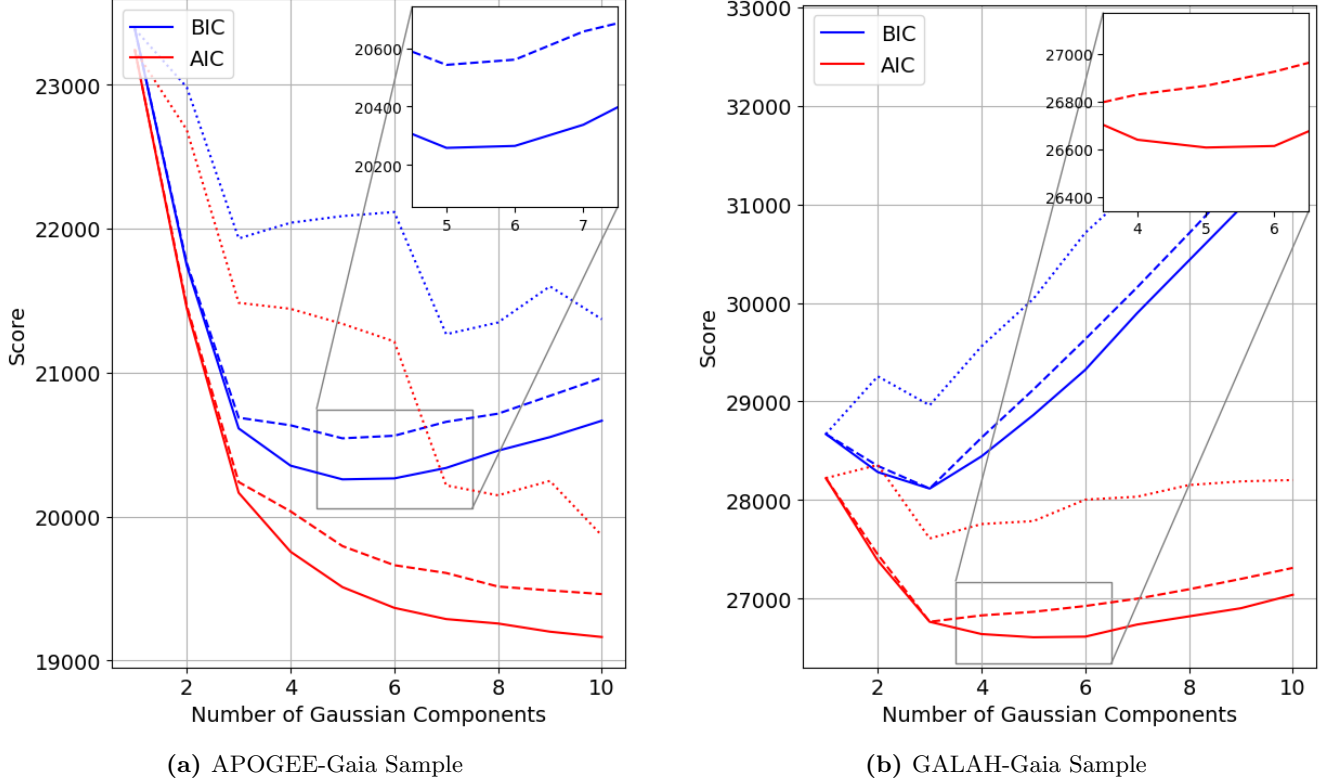 BIC
AIC
23000
22000
21000
20000
19000
Score
20600
20400
20200
5 6 7
2 4 6 8 10
Number of Gaussian Components
(a) APOGEE-Gaia Sample
BIC
AIC
33000
32000
31000
30000
29000
28000
27000
Score
27000
26800
26600
26400
4 5 6
2 4 6 8 10
Number of Gaussian Components
(b) GALAH-Gaia Sample